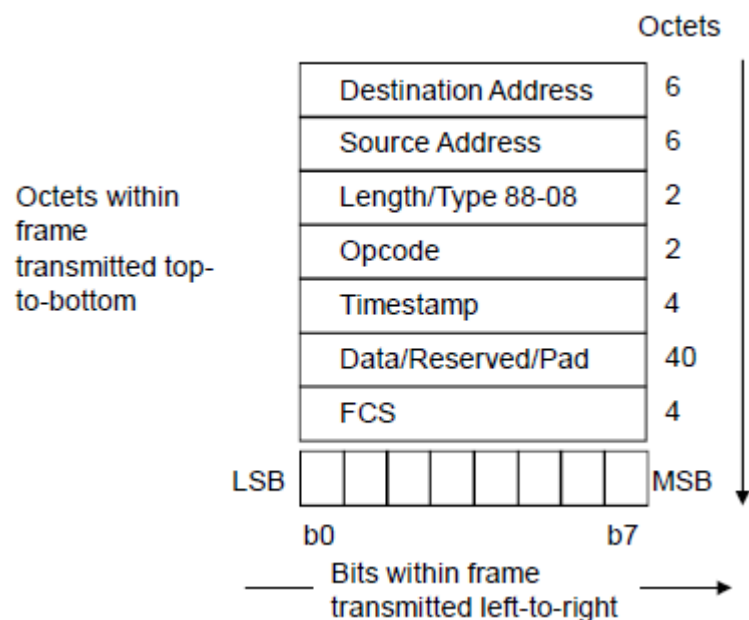 Octets
Destination Address 6
Source Address 6
Length/Type 88-08 2
Opcode 2
Timestamp 4
Data/Reserved/Pad 40
FCS 4
Octets within
frame
transmitted top-
to-bottom
LSB MSB
b0 b7
Bits within frame
transmitted left-to-right